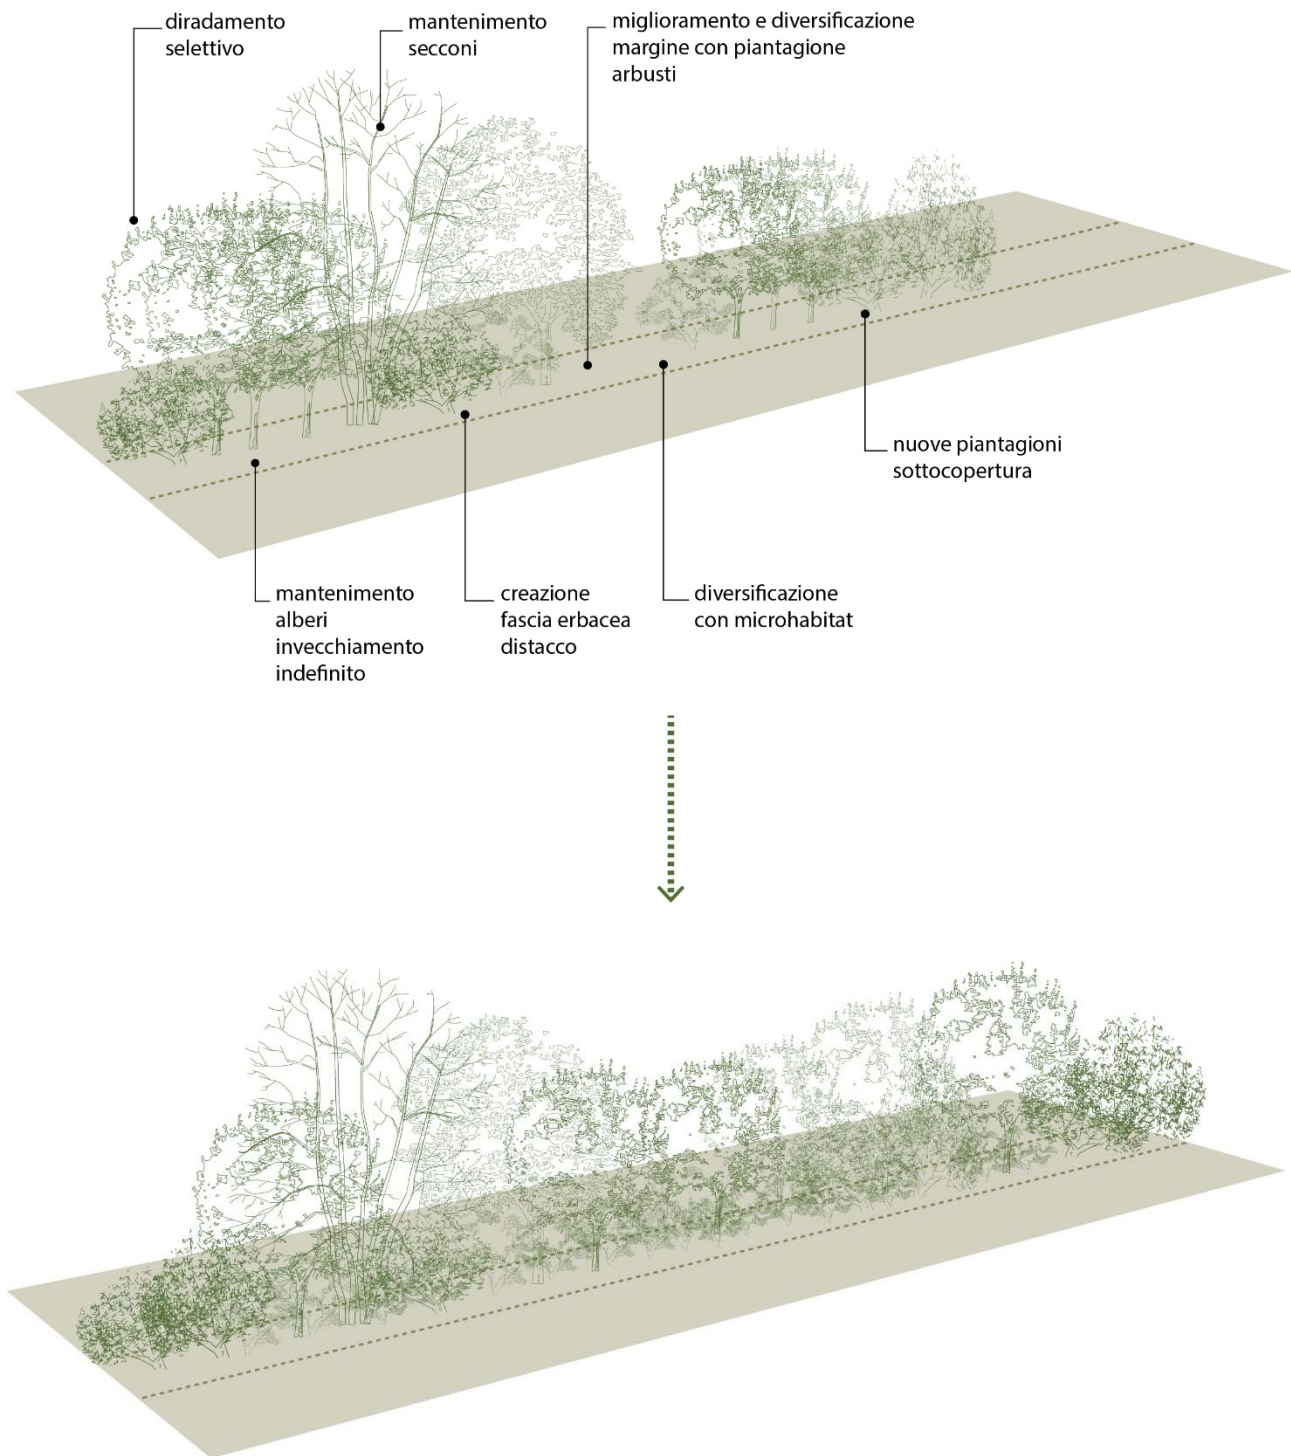 diradamento
selettivo
mantenimento
secconi
miglioramento e diversificazione
margine con piantagione
arbusti
nuove piantagioni
sottocopertura
mantenimento
alberi
invecchiamento
indefinito
creazione
fascia erbacea
distacco
diversificazione
con microhabitat